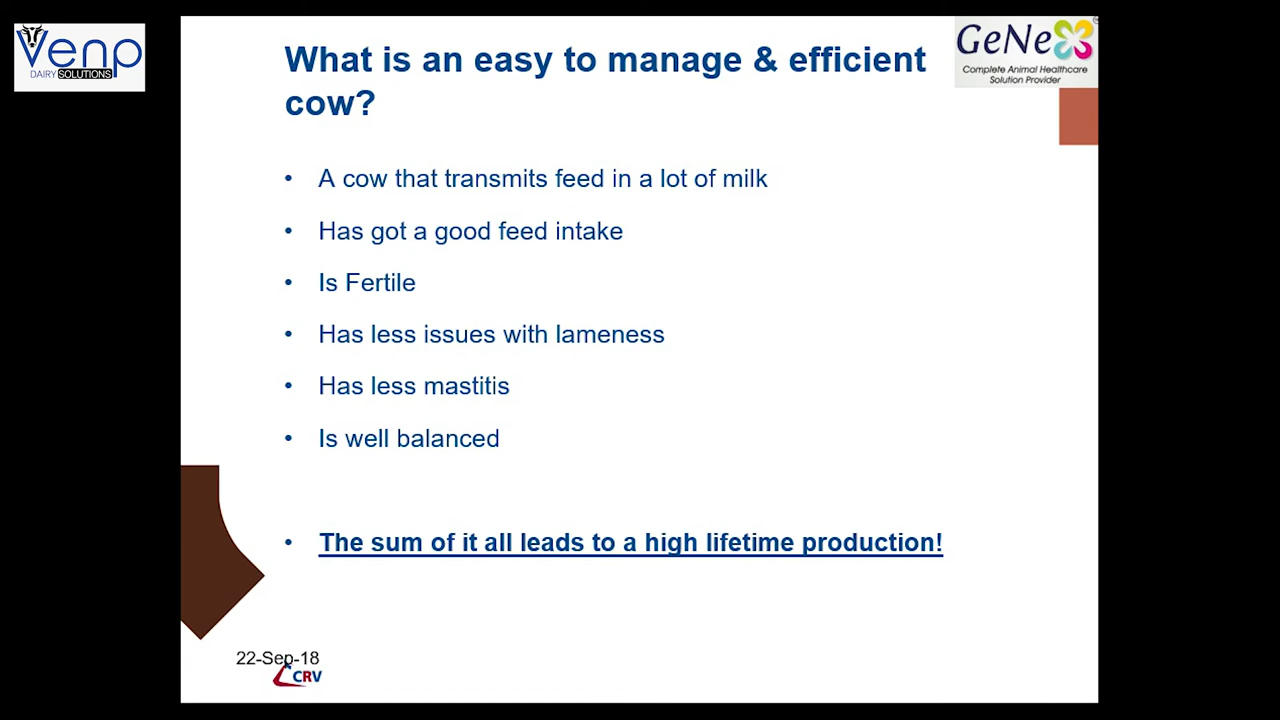 Venp
DAIRY SOLUTIONS
GeNeX
Complete Animal Healthcare
Solution Provider
What is an easy to manage & efficient
cow?
• A cow that transmits feed in a lot of milk
• Has got a good feed intake
• Is Fertile
• Has less issues with lameness
• Has less mastitis
• Is well balanced
• The sum of it all leads to a high lifetime production!
22-Sep-18
CRV